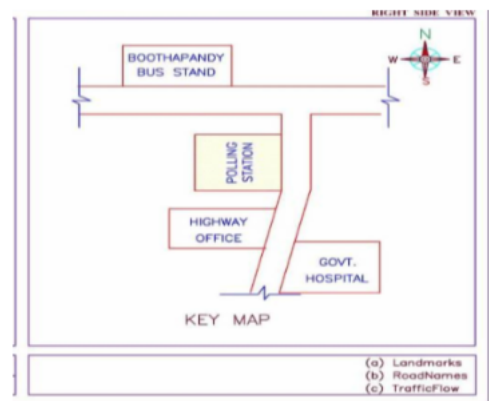 RIGHT SIDE VIEW
N
W E
S
BOOTHAPANDY
BUS STAND
POLLING
STATION
HIGHWAY
OFFICE
GOVT.
HOSPITAL
KEY MAP
(a) Landmarks
(b) RoadNames
(c) TrafficFlow